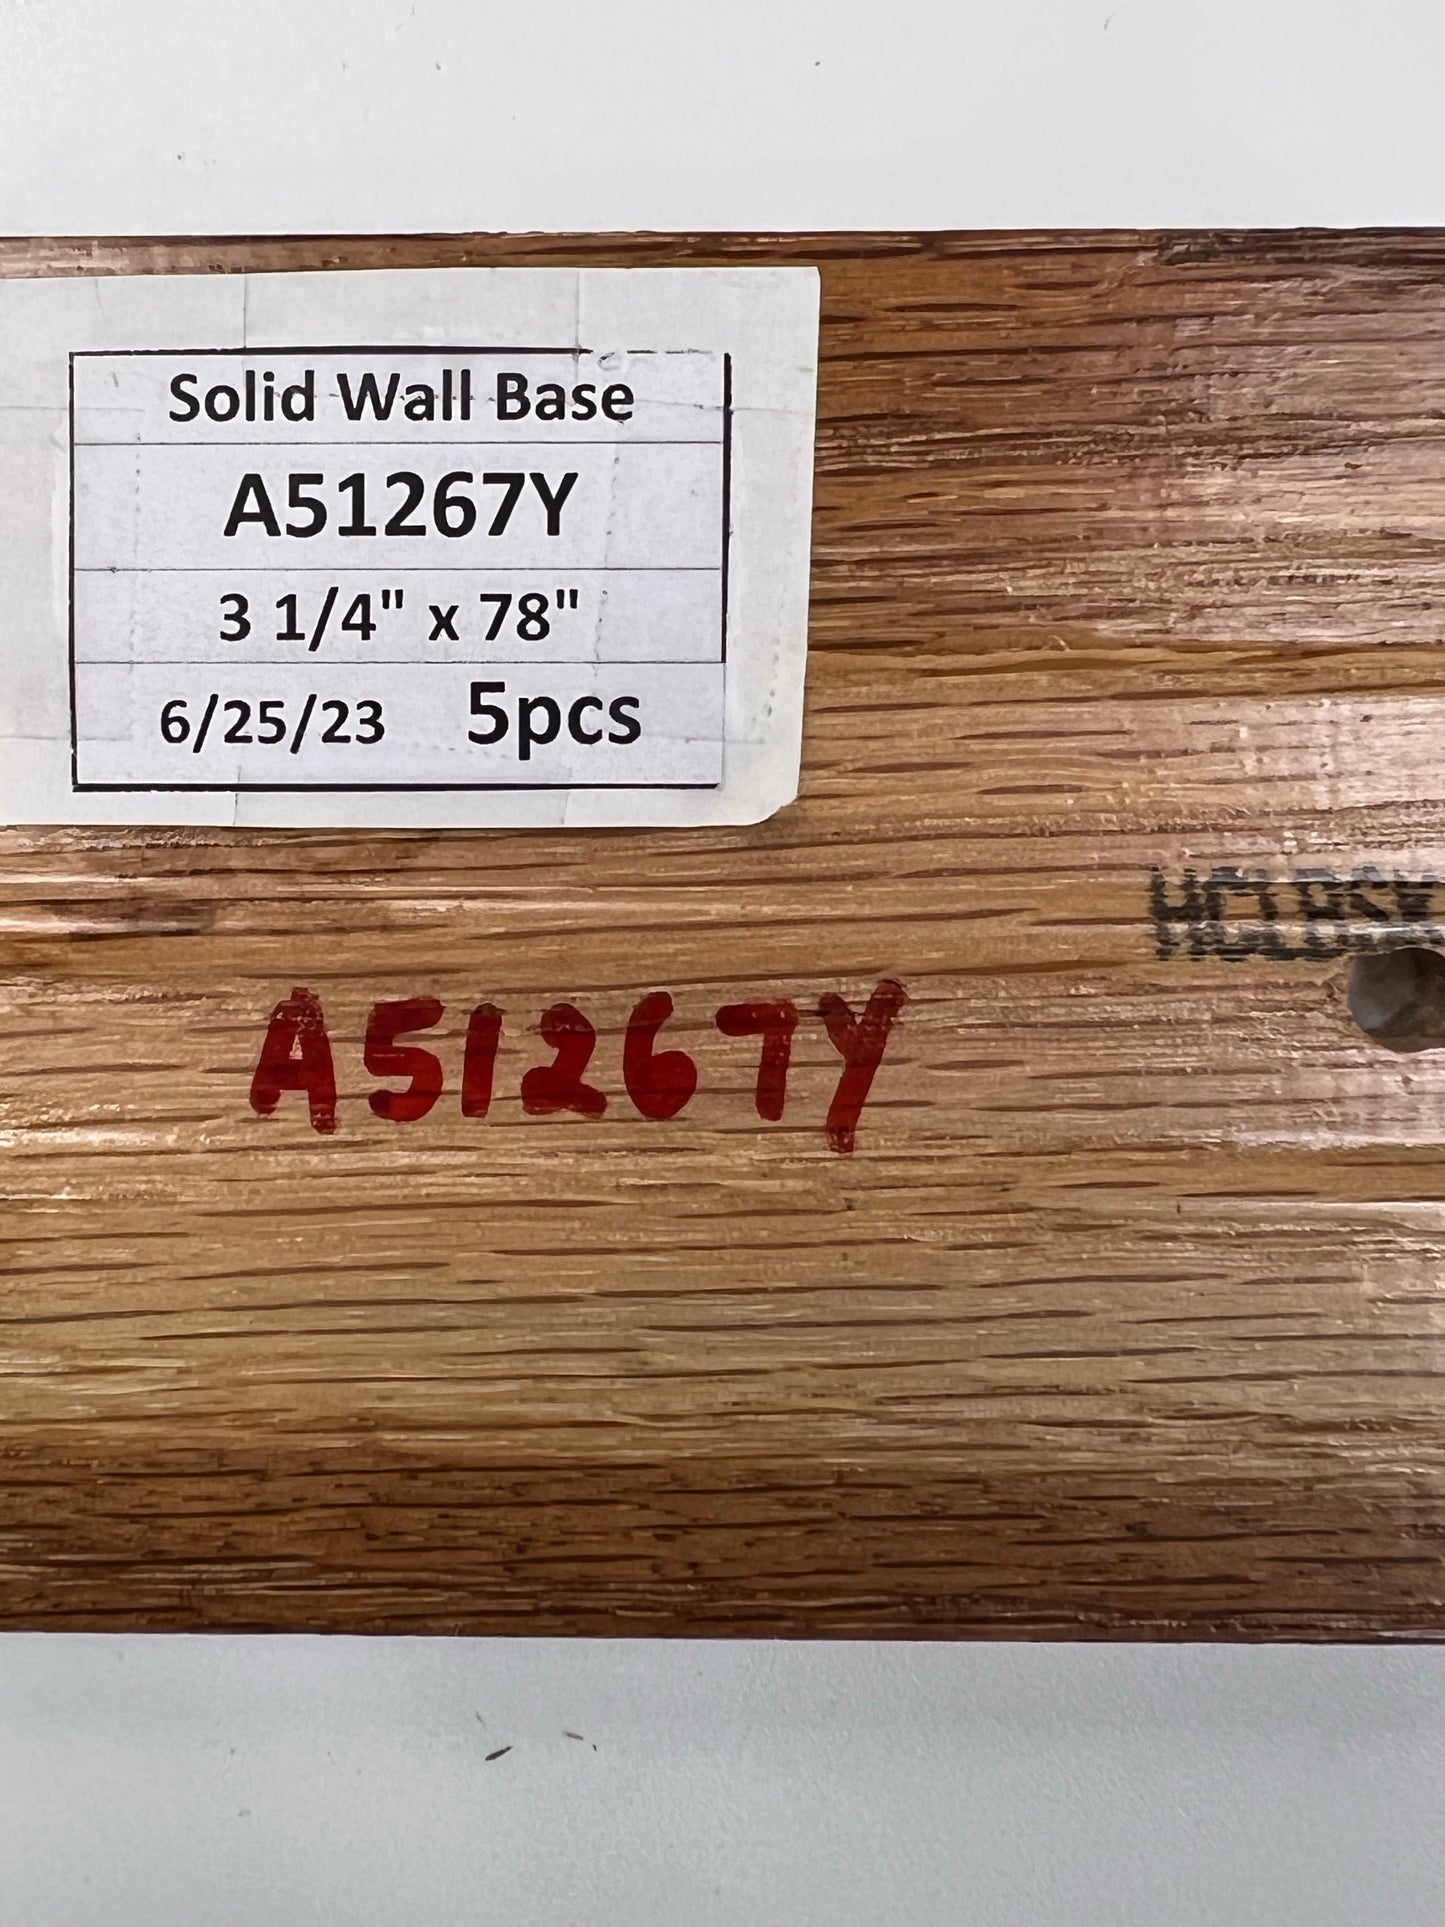 Solid Wall Base
A51267Y
3 1/4" x 78"
6/25/23 5pcs
A51267Y